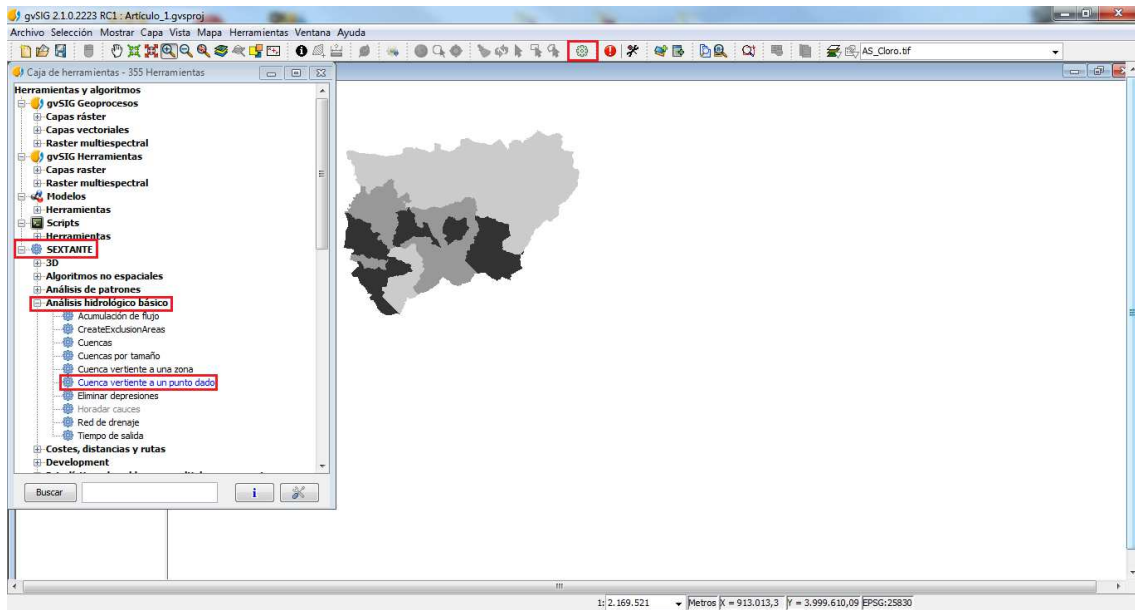 gvSIG 2.1.0.2223 RC1 : Artículo_1.gvsproj
Archivo Selección Mostrar Capa Vista Mapa Herramientas Ventana Ayuda
AS_Cloro.tif
Caja de herramientas - 355 Herramientas
Herramientas y algoritmos
gvSIG Geoprocesos
Capas ráster
Capas vectoriales
Raster multiespectral
gvSIG Herramientas
Capas raster
Raster multiespectral
Modelos
Herramientas
Scripts
Herramientas
SEXTANTE
3D
Algoritmos no espaciales
Análisis de patrones
Análisis hidrológico básico
Acumulación de flujo
CreateExclusionAreas
Cuencas
Cuencas por tamaño
Cuenca vertiente a una zona
Cuenca vertiente a un punto dado
Eliminar depresiones
Horadar cauces
Red de drenaje
Tiempo de salida
Costes, distancias y rutas
Development
Buscar
i
1: 2.169.521 Metros X = 913.013,3 Y = 3.999.610,09 EPSG:25830